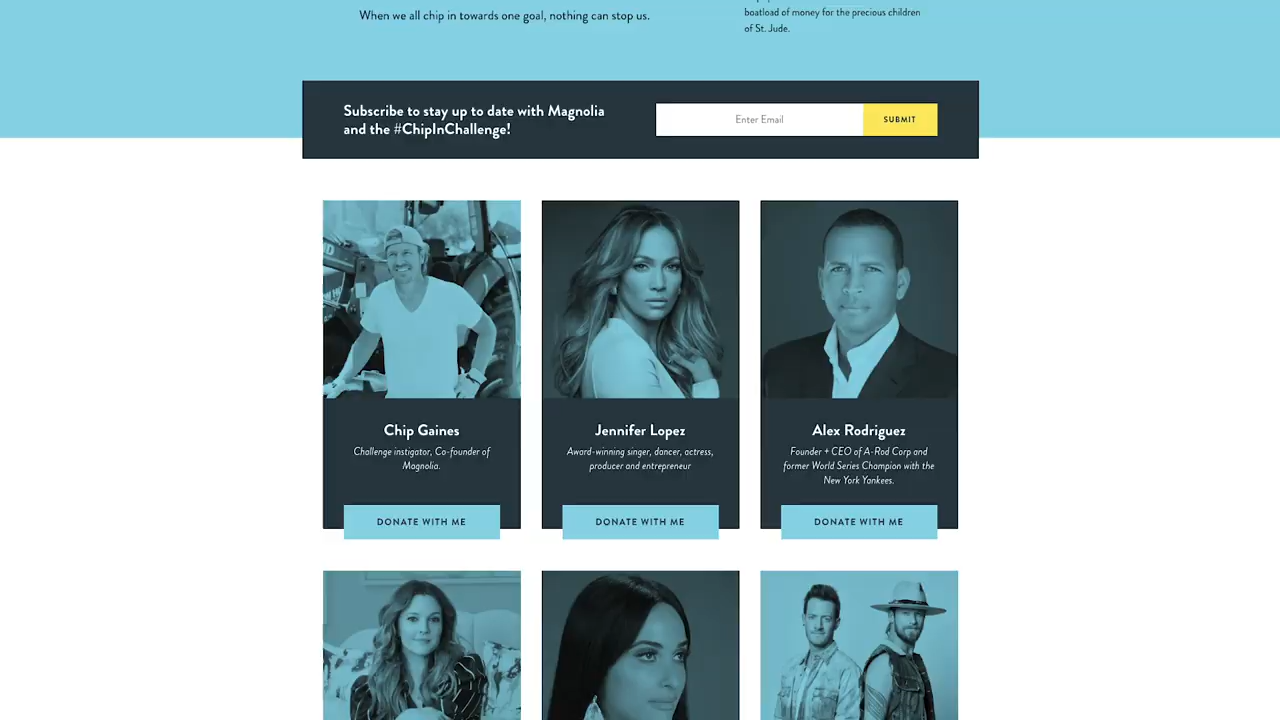 When we all chip in towards one goal, nothing can stop us.
boatload of money for the precious children
of St. Jude.
Subscribe to stay up to date with Magnolia
and the #ChipInChallenge!
Enter Email
SUBMIT
Chip Gaines
Challenge instigator, Co-founder of
Magnolia.
DONATE WITH ME
Jennifer Lopez
Award-winning singer, dancer, actress,
producer and entrepreneur
DONATE WITH ME
Alex Rodriguez
Founder + CEO of A-Rod Corp and
former World Series Champion with the
New York Yankees.
DONATE WITH ME